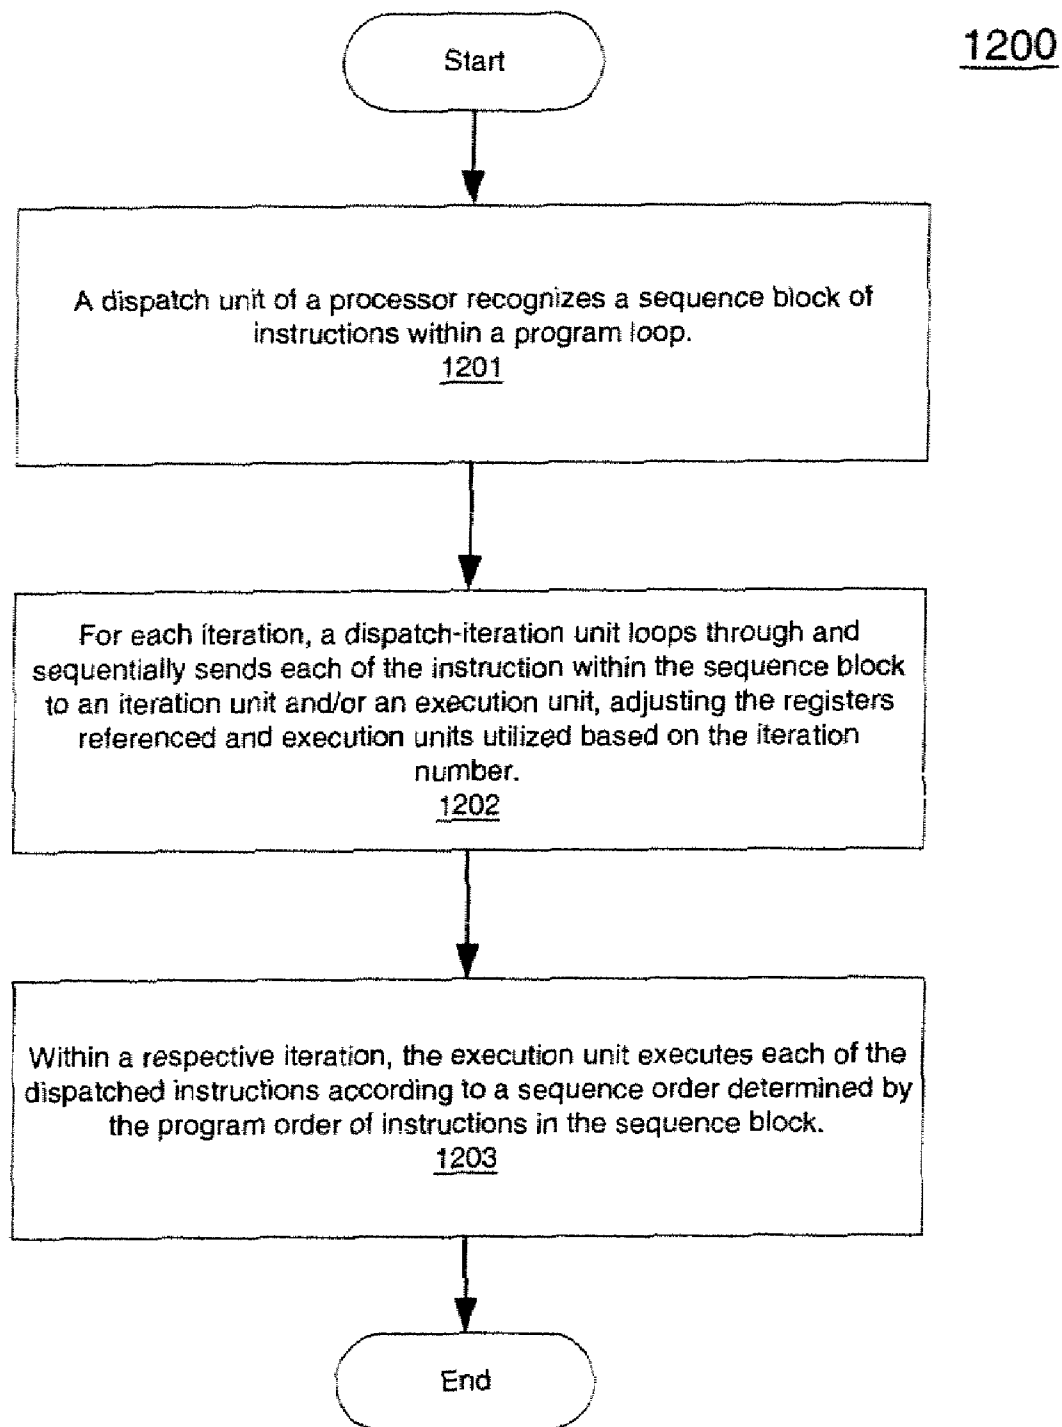 1200
Start
A dispatch unit of a processor recognizes a sequence block of
instructions within a program loop.
1201
For each iteration, a dispatch-iteration unit loops through and
sequentially sends each of the instruction within the sequence block
to an iteration unit and/or an execution unit, adjusting the registers
referenced and execution units utilized based on the iteration
number.
1202
Within a respective iteration, the execution unit executes each of the
dispatched instructions according to a sequence order determined by
the program order of instructions in the sequence block.
1203
End